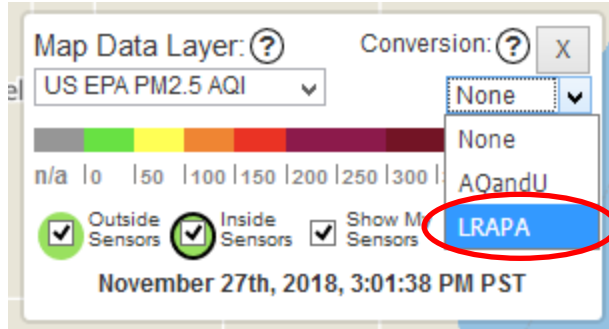 Map Data Layer: ? Conversion: ? X
US EPA PM2.5 AQI None
None
n/a 0 50 100 150 200 250 300
AQandU
Outside Sensors Inside Sensors Show
LRAPA
November 27th, 2018, 3:01:38 PM PST